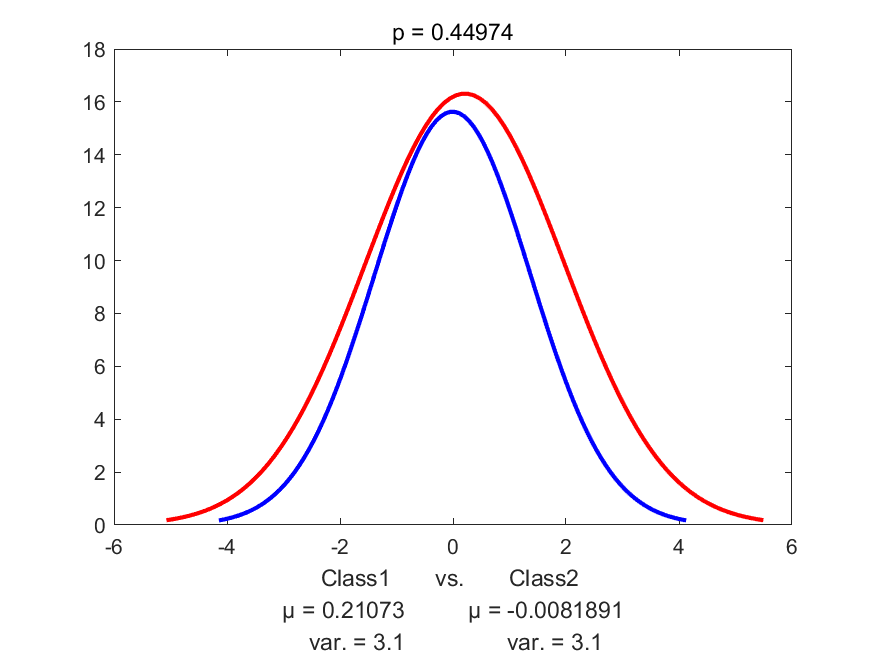 p = 0.44974
18
16
14
12
10
8
6
4
2
0
-6 -4 -2 0 2 4 6
Class1 vs. Class2
μ = 0.21073 μ = -0.0081891
var. = 3.1 var. = 3.1